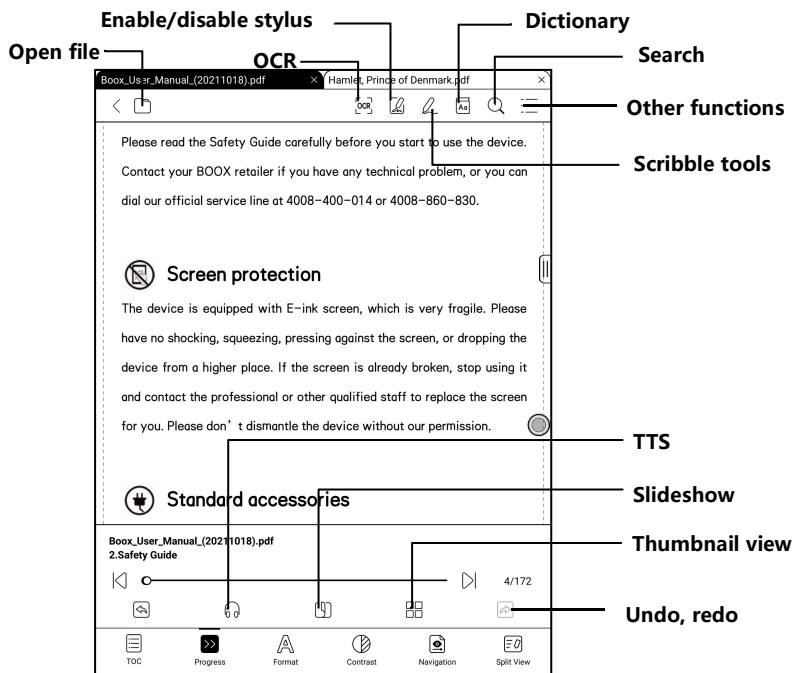 Enable/disable stylus
Dictionary
Open file
OCR
Search
Boox_User_Manual_(20211018).pdf × Hamlet, Prince of Denmark.pdf ×
OCR Aa
Other functions
Please read the Safety Guide carefully before you start to use the device.
Contact your BOOX retailer if you have any technical problem, or you can
Scribble tools
dial our official service line at 4008-400-014 or 4008-860-830.
Screen protection
The device is equipped with E-ink screen, which is very fragile. Please
have no shocking, squeezing, pressing against the screen, or dropping the
device from a higher place. If the screen is already broken, stop using it
and contact the professional or other qualified staff to replace the screen
for you. Please don’t dismantle the device without our permission.
TTS
Standard accessories
Slideshow
Boox_User_Manual_(20211018).pdf
2.Safety Guide
Thumbnail view
4/172
Undo, redo
TOC Progress Format Contrast Navigation Split View